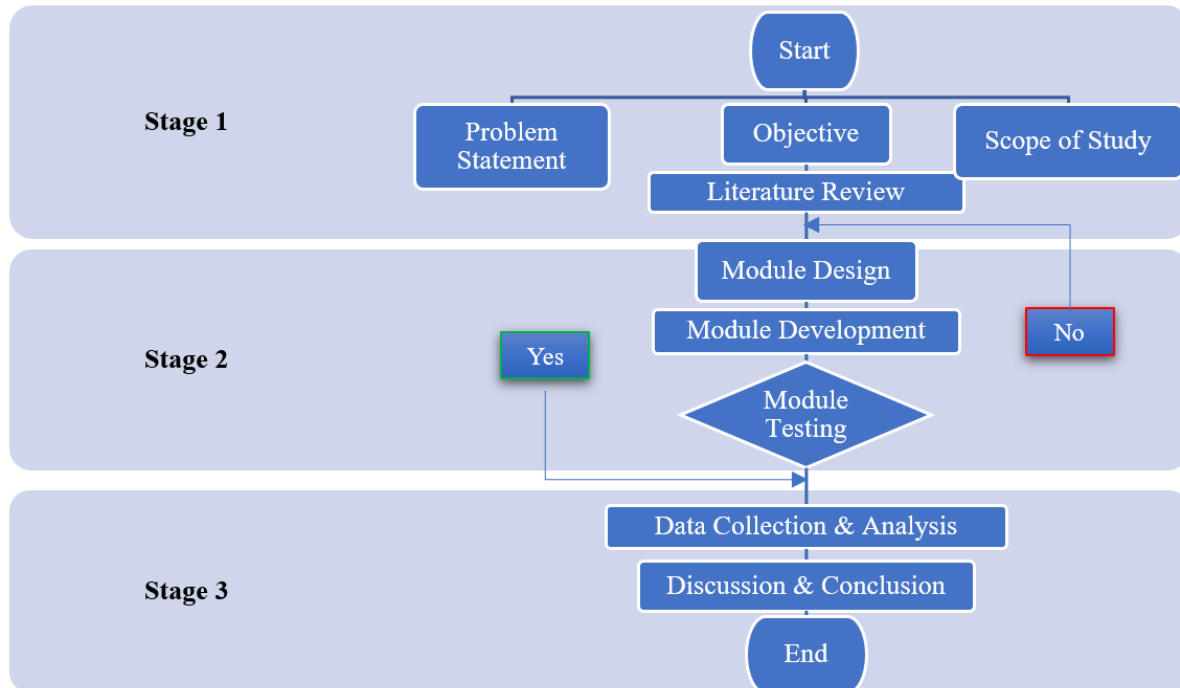 Start
Stage 1
Problem
Statement
Objective
Scope of Study
Literature Review
Module Design
Module Development
No
Yes
Stage 2
Module
Testing
Data Collection & Analysis
Stage 3
Discussion & Conclusion
End